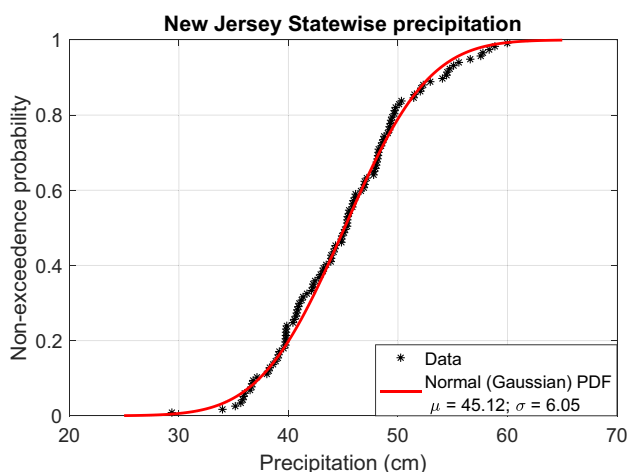 New Jersey Statewise precipitation
Non-exceedence probability
1
0.8
0.6
0.4
0.2
0
20
30
40
50
60
70
Precipitation (cm)
Data
Normal (Gaussian) PDF
μ = 45.12; σ = 6.05